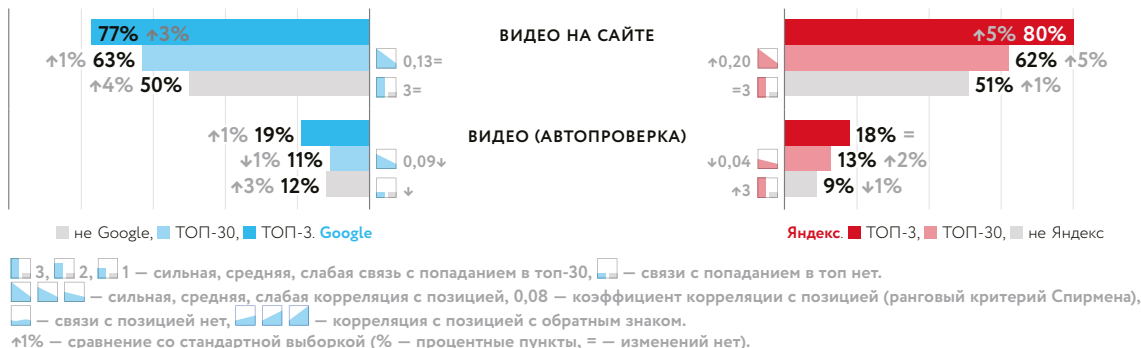 77% ↑3% ВИДЕО НА САЙТЕ ↑5% 80%
↑1% 63% 0,13= ↑0,20 62% ↑5%
↑4% 50% 3= =3 51% ↑1%
↑1% 19% ВИДЕО (АВТОПРОВЕРКА) 18% =
↓1% 11% 0,09↓ ↓0,04 13% ↑2%
↑3% 12% ↓ ↑3 9% ↓1%
не Google, ТОП-30, ТОП-3. Google Яндекс. ТОП-3, ТОП-30, не Яндекс
3, 2, 1 — сильная, средняя, слабая связь с попаданием в топ-30, — связи с попаданием в топ нет.
— сильная, средняя, слабая корреляция с позицией, 0,08 — коэффициент корреляции с позицией (ранговый критерий Спирмена),
— связи с позицией нет, — корреляция с позицией с обратным знаком.
↑1% — сравнение со стандартной выборкой (% — процентные пункты, = — изменений нет).